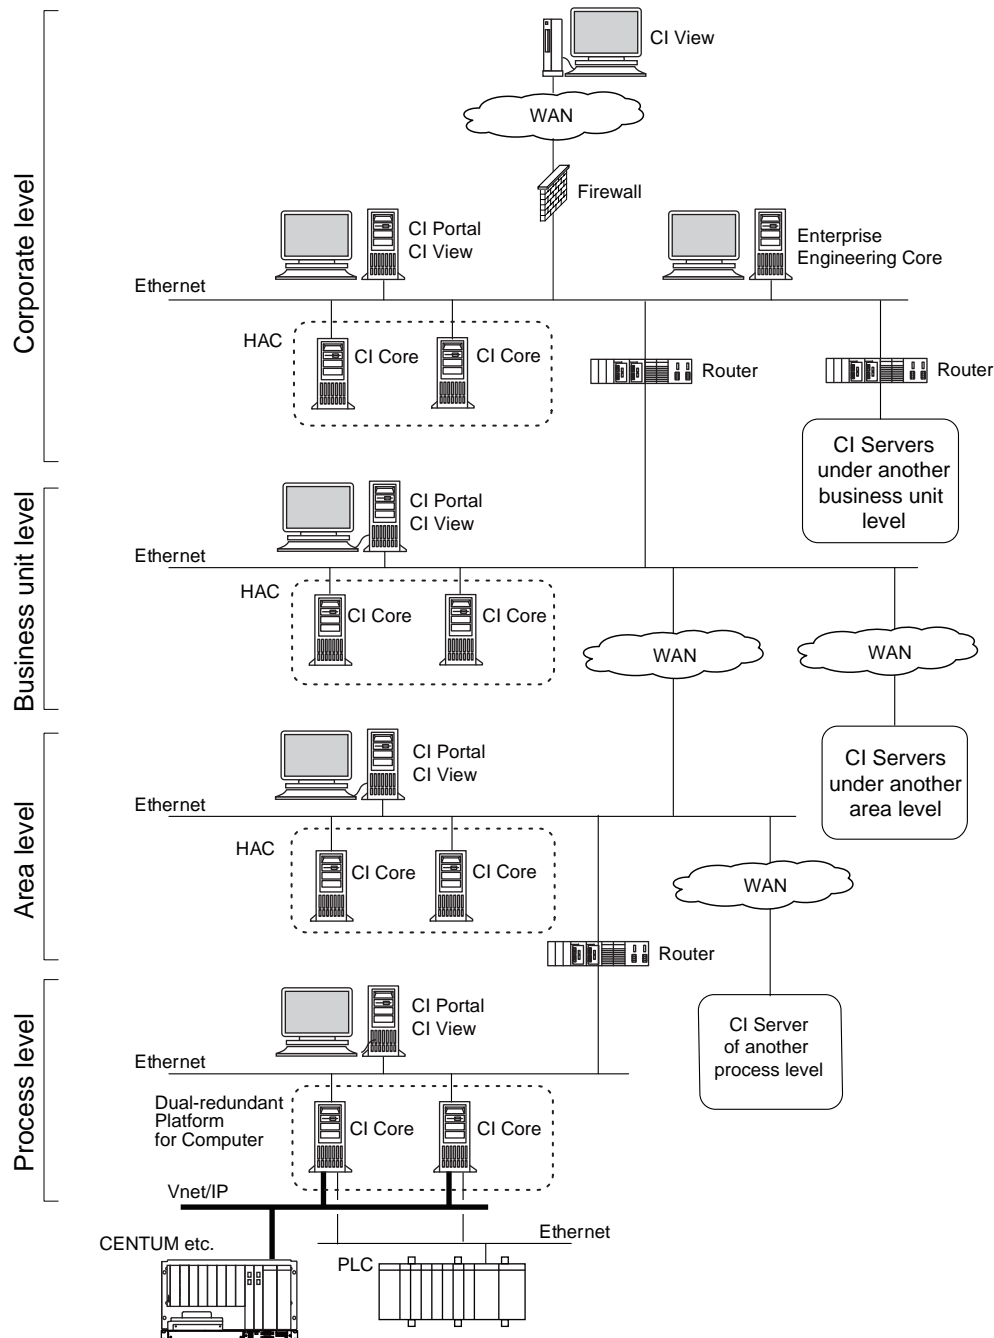 CI View
WAN
Firewall
Corporate level
CI Portal
CI View
Enterprise
Engineering Core
Ethernet
HAC
CI Core
CI Core
Router
Router
CI Servers
under another
business unit
level
Business unit level
CI Portal
CI View
Ethernet
HAC
CI Core
CI Core
WAN
WAN
Area level
CI Portal
CI View
CI Servers
under another
area level
Ethernet
HAC
CI Core
CI Core
WAN
Router
Process level
CI Portal
CI View
CI Server
of another
process level
Ethernet
Dual-redundant
Platform
for Computer
CI Core
CI Core
Vnet/IP
Ethernet
CENTUM etc.
PLC